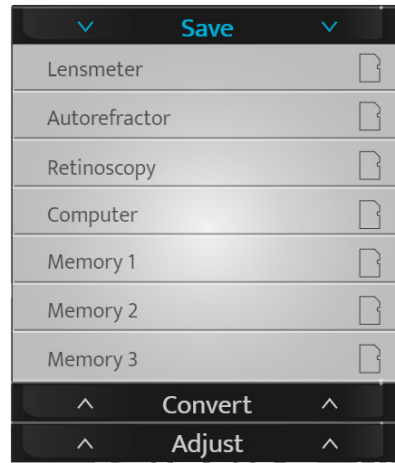 Save
Lensmeter
Autorefractor
Retinoscopy
Computer
Memory 1
Memory 2
Memory 3
Convert
Adjust